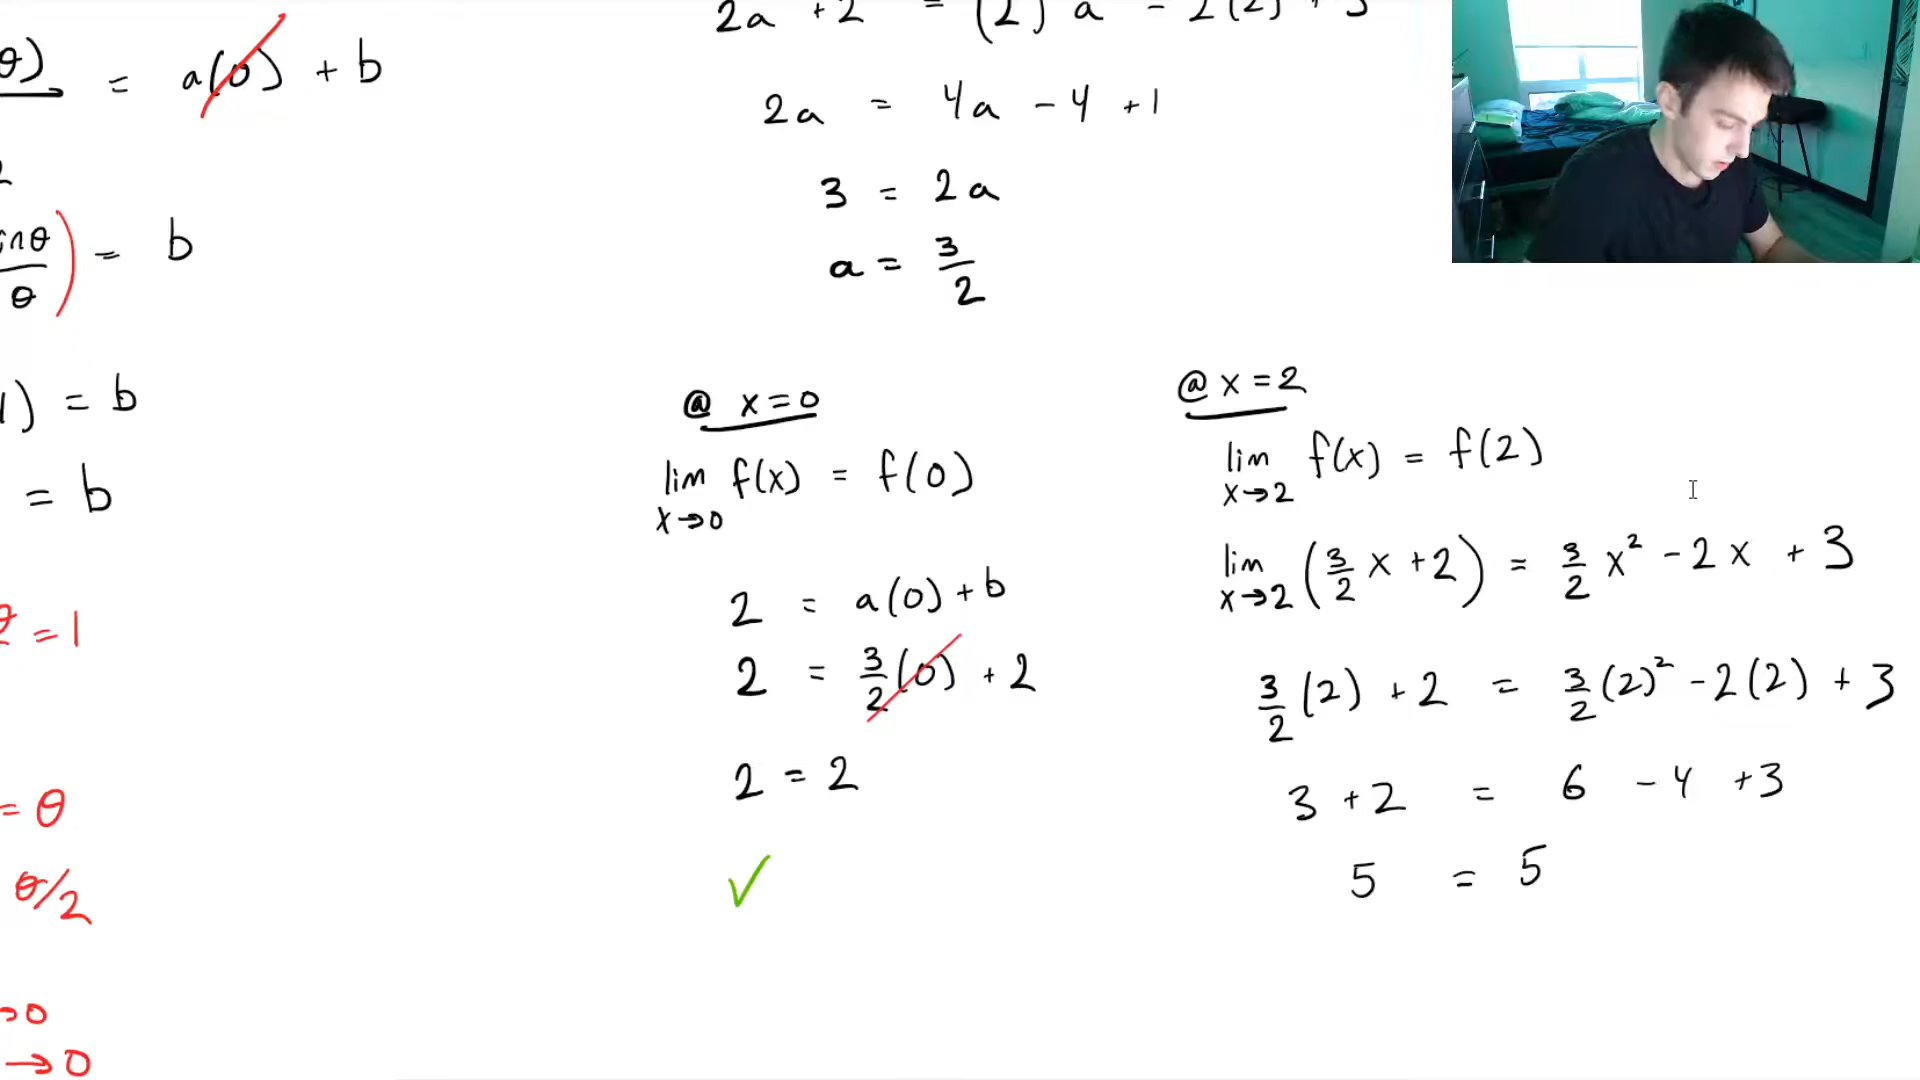 θ) = a(0) + b
inθ/θ) = b
1) = b
= b
= 1
= θ
θ/2
→0
→0
2a + 2 = (2) a - 2(2) + 3
2a = 4a - 4 + 1
3 = 2a
a = 3/2
@ x=0
lim x→0 f(x) = f(0)
2 = a(0) + b
2 = 3/2 (0) + 2
2 = 2
✓
@ x=2
lim x→2 f(x) = f(2)
lim x→2 (3/2 x + 2) = 3/2 x² - 2x + 3
3/2 (2) + 2 = 3/2 (2)² - 2(2) + 3
3 + 2 = 6 - 4 + 3
5 = 5